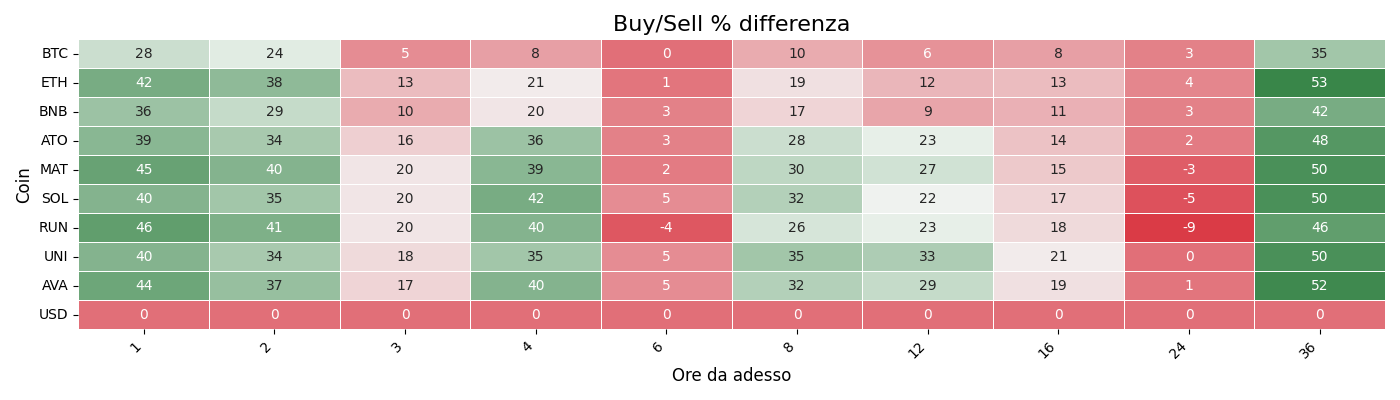 Buy/Sell % differenza
Coin
BTC 28 24 5 8 0 10 6 8 3 35
ETH 42 38 13 21 1 19 12 13 4 53
BNB 36 29 10 20 3 17 9 11 3 42
ATO 39 34 16 36 3 28 23 14 2 48
MAT 45 40 20 39 2 30 27 15 -3 50
SOL 40 35 20 42 5 32 22 17 -5 50
RUN 46 41 20 40 -4 26 23 18 -9 46
UNI 40 34 18 35 5 35 33 21 0 50
AVA 44 37 17 40 5 32 29 19 1 52
USD 0 0 0 0 0 0 0 0 0 0
1 2 3 4 6 8 12 16 24 36
Ore da adesso